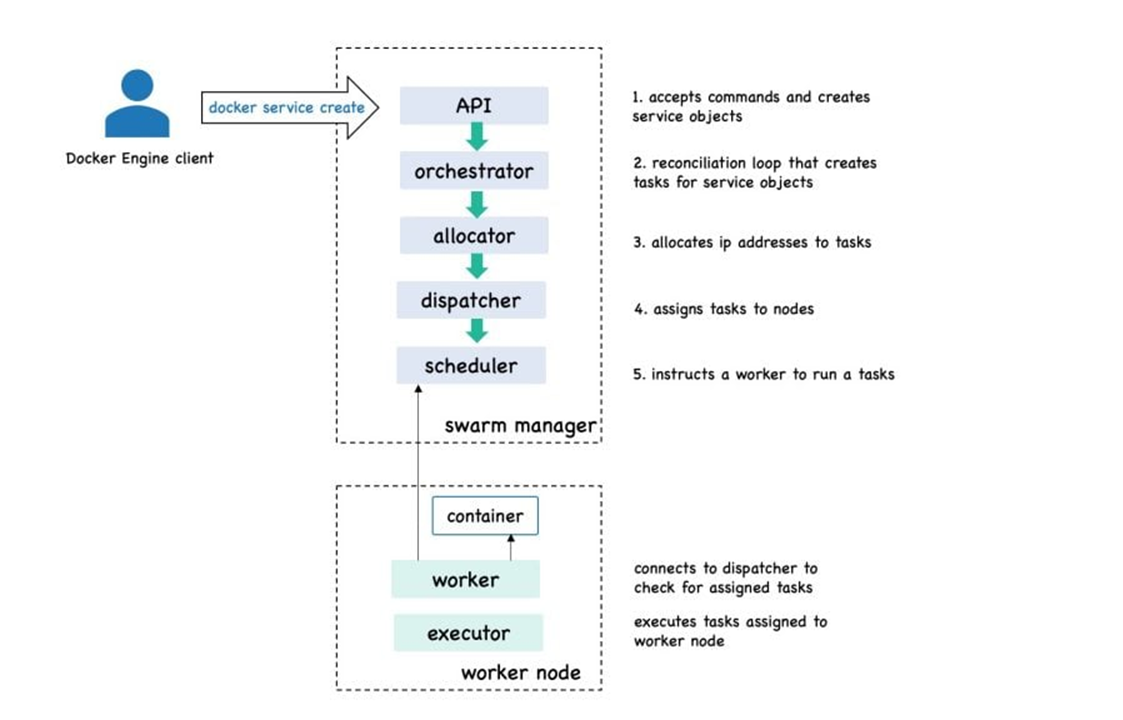 docker service create
Docker Engine client
API
1. accepts commands and creates
service objects
orchestrator
2. reconciliation loop that creates
tasks for service objects
allocator
3. allocates ip addresses to tasks
dispatcher
4. assigns tasks to nodes
scheduler
5. instructs a worker to run a tasks
swarm manager
container
worker
connects to dispatcher to
check for assigned tasks
executor
executes tasks assigned to
worker node
worker node